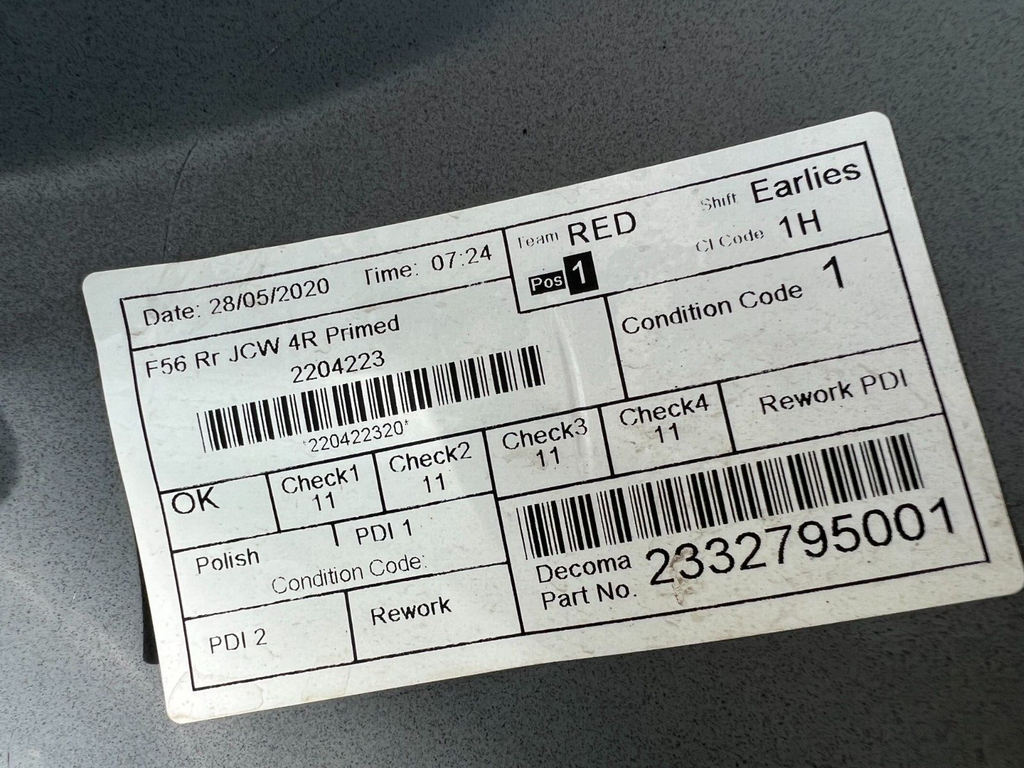 Date: 28/05/2020 Time: 07:24
Team RED Shift Earlies
Pos 1 CI Code 1H
F56 Rr JCW 4R Primed
2204223
*220422320*
Condition Code 1
OK
Check1
11
Check2
11
Check3
11
Check4
11
Rework PDI
Polish PDI 1
Condition Code:
Decoma
Part No. 2332795001
PDI 2
Rework